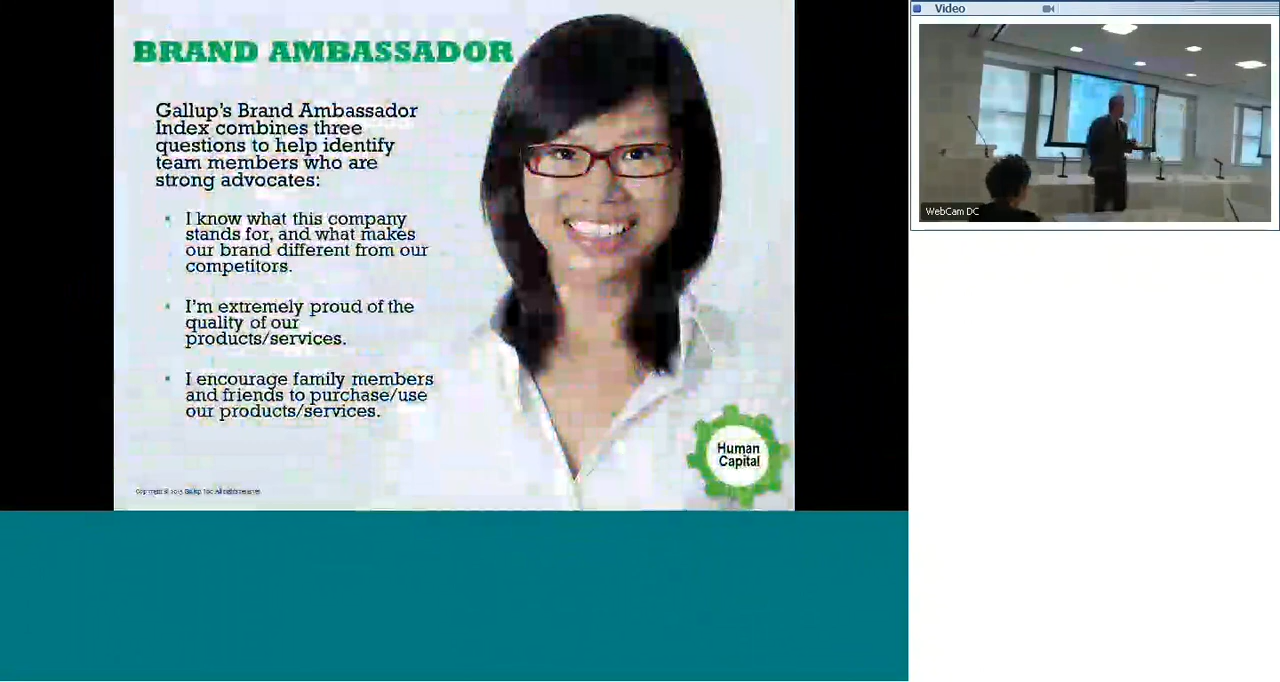 BRAND AMBASSADOR
Gallup's Brand Ambassador
Index combines three
questions to help identify
team members who are
strong advocates:
I know what this company
stands for, and what makes
our brand different from our
competitors.
I'm extremely proud of the
quality of our
products/services.
I encourage family members
and friends to purchase/use
our products/services.
Human
Capital
Video
WebCam DC